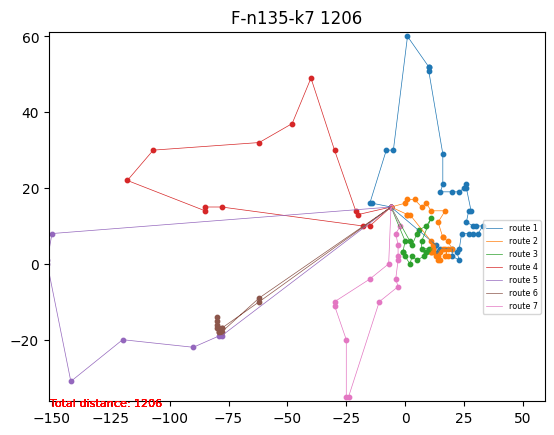 F-n135-k7 1206
60
40
20
0
−20
−150
−125
−100
−75
−50
−25
0
25
50
route 1
route 2
route 3
route 4
route 5
route 6
route 7
Total distance: 1206